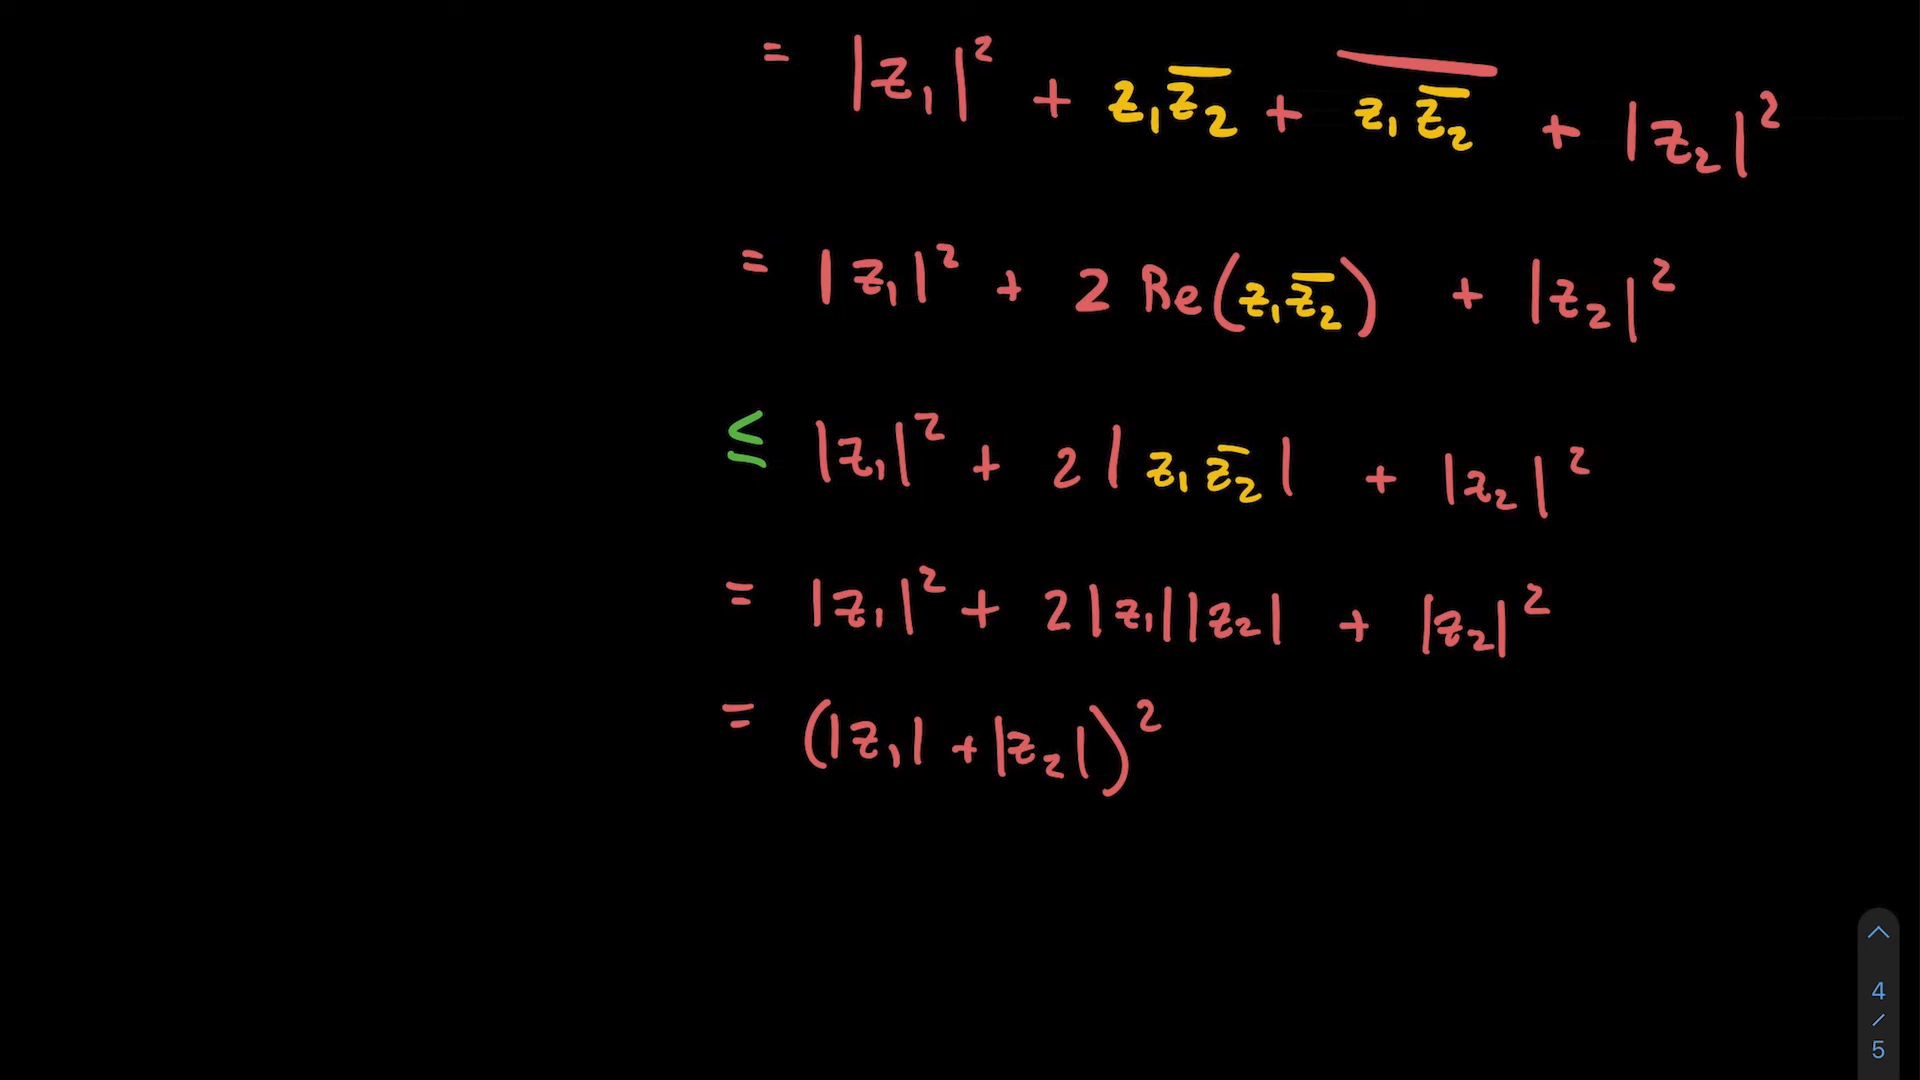 = |z₁|² + z₁z̅₂ + \overline{z₁z̅₂} + |z₂|²
= |z₁|² + 2 Re(z₁z̅₂) + |z₂|²
≤ |z₁|² + 2|z₁z̅₂| + |z₂|²
= |z₁|² + 2|z₁||z₂| + |z₂|²
= (|z₁| + |z₂|)²
4
/
5